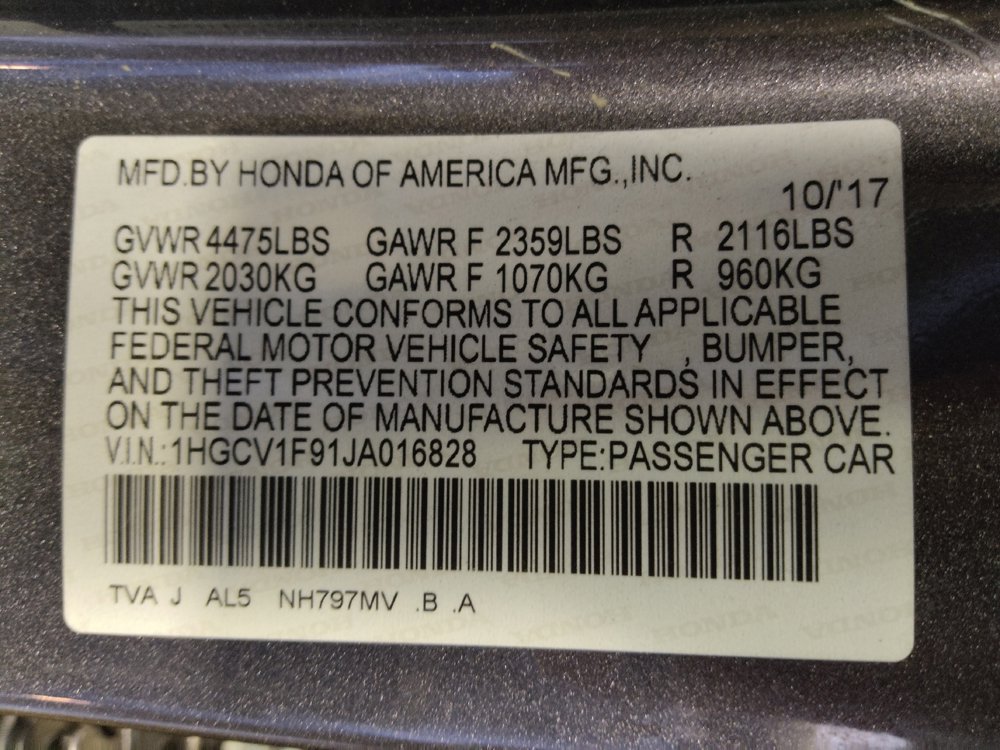 MFD.BY HONDA OF AMERICA MFG.,INC.
10/'17
GVWR 4475LBS GAWR F 2359LBS R 2116LBS
GVWR 2030KG GAWR F 1070KG R 960KG
THIS VEHICLE CONFORMS TO ALL APPLICABLE
FEDERAL MOTOR VEHICLE SAFETY , BUMPER,
AND THEFT PREVENTION STANDARDS IN EFFECT
ON THE DATE OF MANUFACTURE SHOWN ABOVE.
V.I.N.:1HGCV1F91JA016828 TYPE:PASSENGER CAR
TVA J AL5 NH797MV .B .A